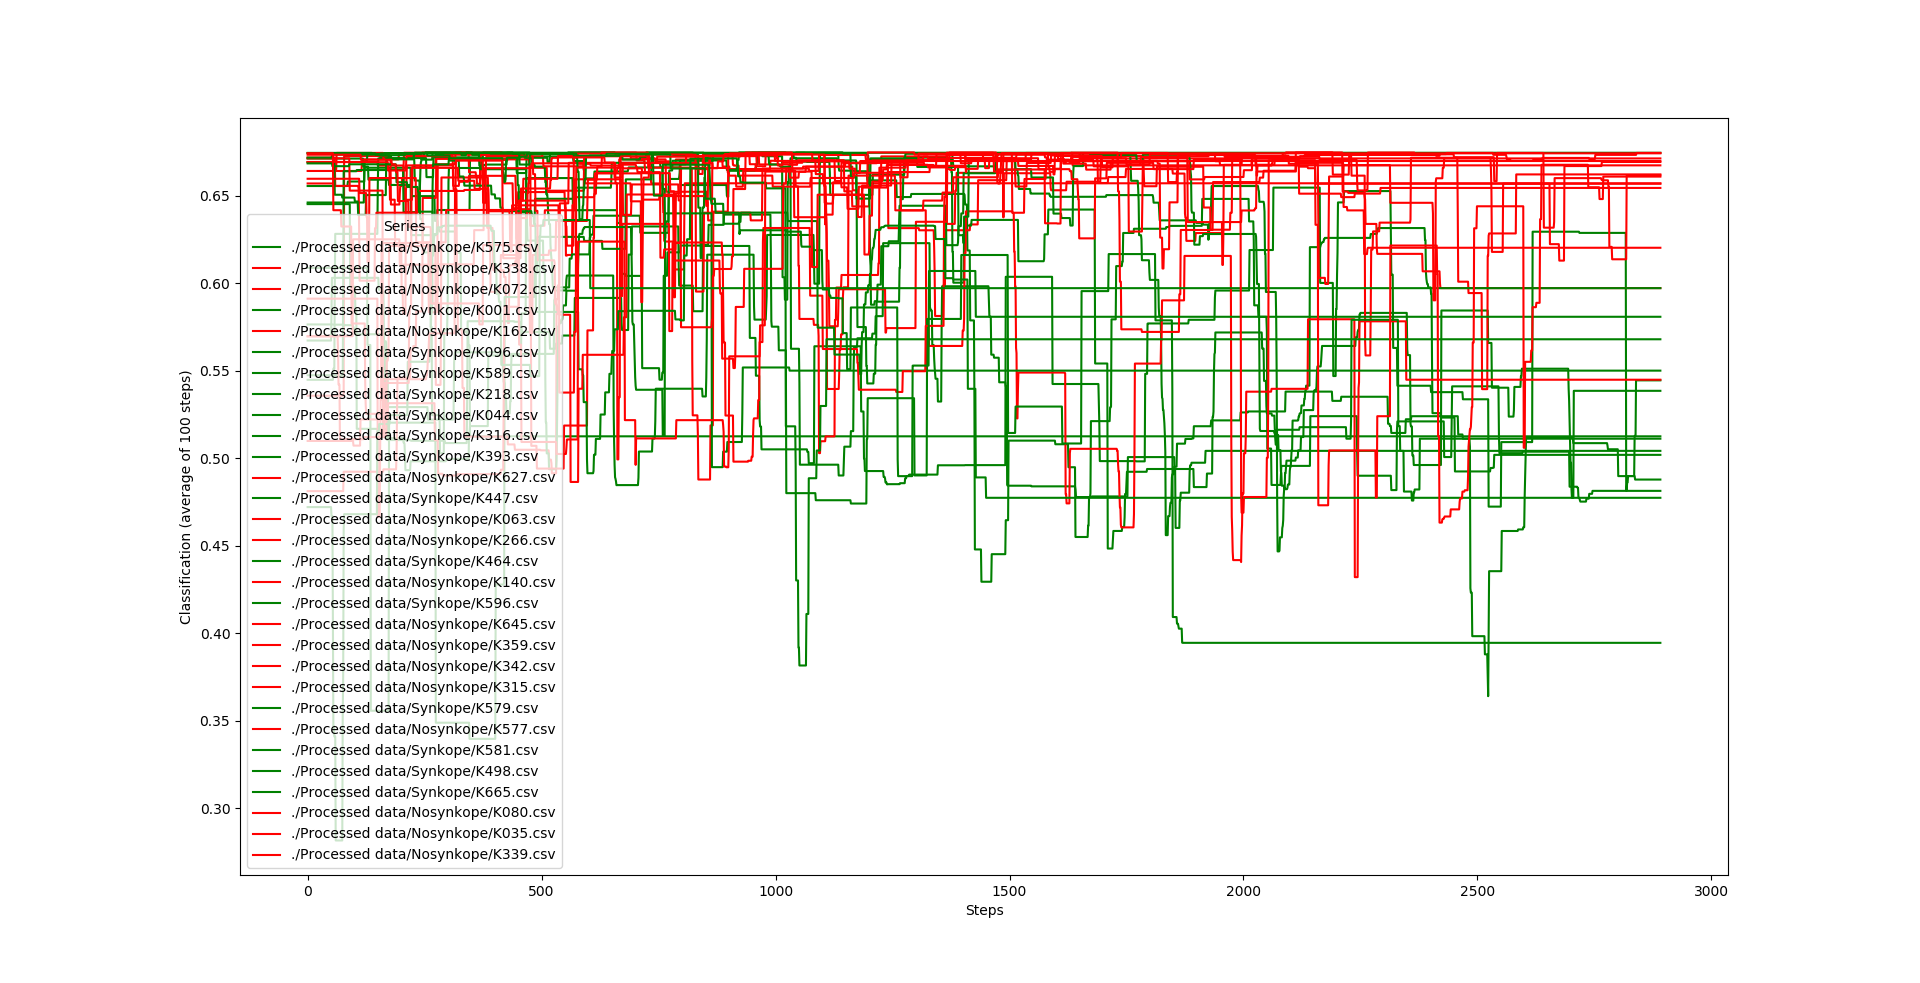 0.65
0.60
0.55
0.50
0.45
0.40
0.35
0.30
Classification (average of 100 steps)
Series
./Processed data/Synkope/K575.csv
./Processed data/Nosynkope/K338.csv
./Processed data/Nosynkope/K072.csv
./Processed data/Synkope/K001.csv
./Processed data/Nosynkope/K162.csv
./Processed data/Synkope/K096.csv
./Processed data/Synkope/K589.csv
./Processed data/Synkope/K218.csv
./Processed data/Synkope/K044.csv
./Processed data/Synkope/K316.csv
./Processed data/Synkope/K393.csv
./Processed data/Nosynkope/K627.csv
./Processed data/Synkope/K447.csv
./Processed data/Nosynkope/K063.csv
./Processed data/Nosynkope/K266.csv
./Processed data/Synkope/K464.csv
./Processed data/Nosynkope/K140.csv
./Processed data/Synkope/K596.csv
./Processed data/Nosynkope/K645.csv
./Processed data/Nosynkope/K359.csv
./Processed data/Nosynkope/K342.csv
./Processed data/Nosynkope/K315.csv
./Processed data/Synkope/K579.csv
./Processed data/Nosynkope/K577.csv
./Processed data/Synkope/K581.csv
./Processed data/Synkope/K498.csv
./Processed data/Synkope/K665.csv
./Processed data/Nosynkope/K080.csv
./Processed data/Nosynkope/K035.csv
./Processed data/Nosynkope/K339.csv
0 500 1000 1500 2000 2500 3000
Steps